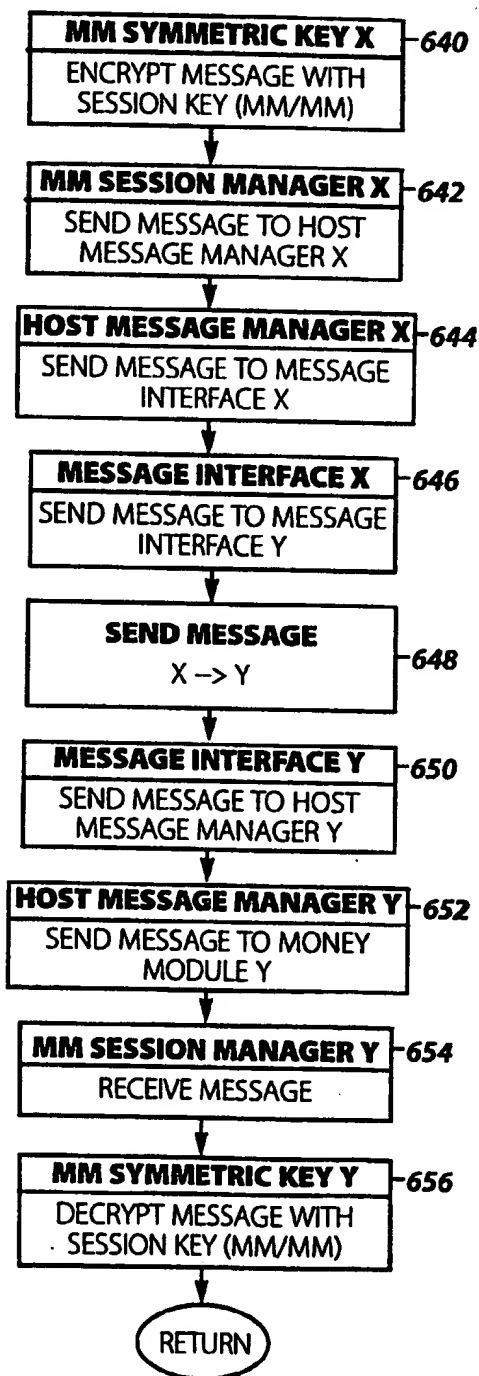 MM SYMMETRIC KEY X
640
ENCRYPT MESSAGE WITH
SESSION KEY (MM/MM)
MM SESSION MANAGER X
642
SEND MESSAGE TO HOST
MESSAGE MANAGER X
HOST MESSAGE MANAGER X
644
SEND MESSAGE TO MESSAGE
INTERFACE X
MESSAGE INTERFACE X
646
SEND MESSAGE TO MESSAGE
INTERFACE Y
SEND MESSAGE
X --> Y
648
MESSAGE INTERFACE Y
650
SEND MESSAGE TO HOST
MESSAGE MANAGER Y
HOST MESSAGE MANAGER Y
652
SEND MESSAGE TO MONEY
MODULE Y
MM SESSION MANAGER Y
654
RECEIVE MESSAGE
MM SYMMETRIC KEY Y
656
DECRYPT MESSAGE WITH
SESSION KEY (MM/MM)
RETURN